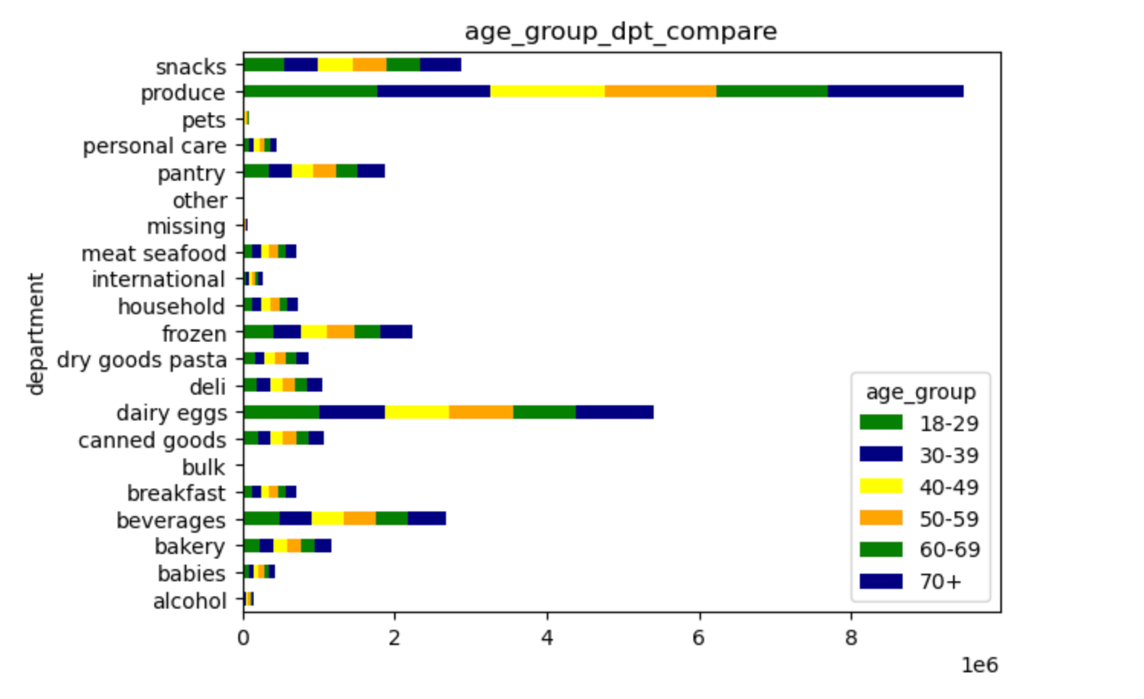 age_group_dpt_compare
snacks
produce
pets
personal care
pantry
other
missing
meat seafood
international
household
frozen
dry goods pasta
deli
dairy eggs
canned goods
bulk
breakfast
beverages
bakery
babies
alcohol
department
age_group
18-29
30-39
40-49
50-59
60-69
70+
0 2 4 6 8
1e6